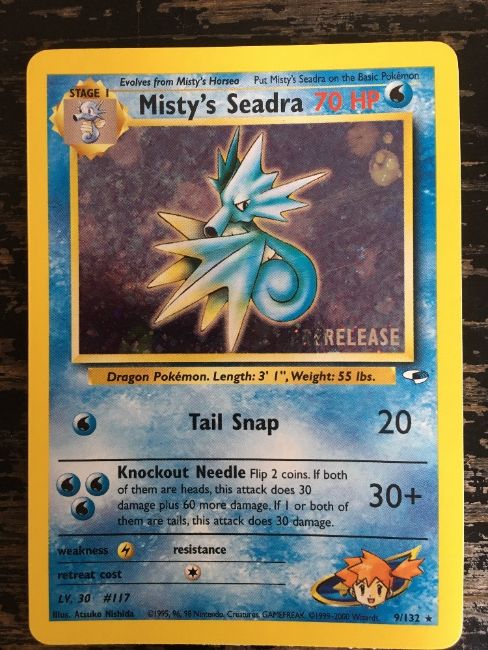 Evolves from Misty's Horsea Put Misty's Seadra on the Basic Pokémon
STAGE 1
Misty's Seadra 70 HP
PRERELEASE
Dragon Pokémon. Length: 3' 1", Weight: 55 lbs.
Tail Snap 20
Knockout Needle Flip 2 coins. If both
of them are heads, this attack does 30
damage plus 60 more damage. If 1 or both of
them are tails, this attack does 30 damage.
30+
weakness resistance
retreat cost
LV. 30 #117
Illus. Atsuko Nishida ©1995, 96, 98 Nintendo, Creatures, GAMEFREAK. ©1999-2000 Wizards. 9/132 ★